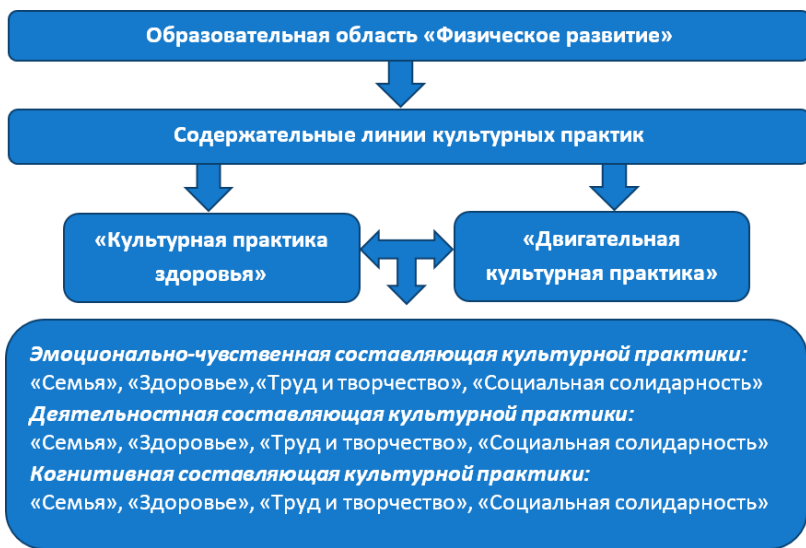 Образовательная область «Физическое развитие»
Содержательные линии культурных практик
«Культурная практика
здоровья»
«Двигательная
культурная практика»
Эмоционально-чувственная составляющая культурной практики:
«Семья», «Здоровье»,«Труд и творчество», «Социальная солидарность»
Деятельностная составляющая культурной практики:
«Семья», «Здоровье», «Труд и творчество», «Социальная солидарность»
Когнитивная составляющая культурной практики:
«Семья», «Здоровье», «Труд и творчество», «Социальная солидарность»